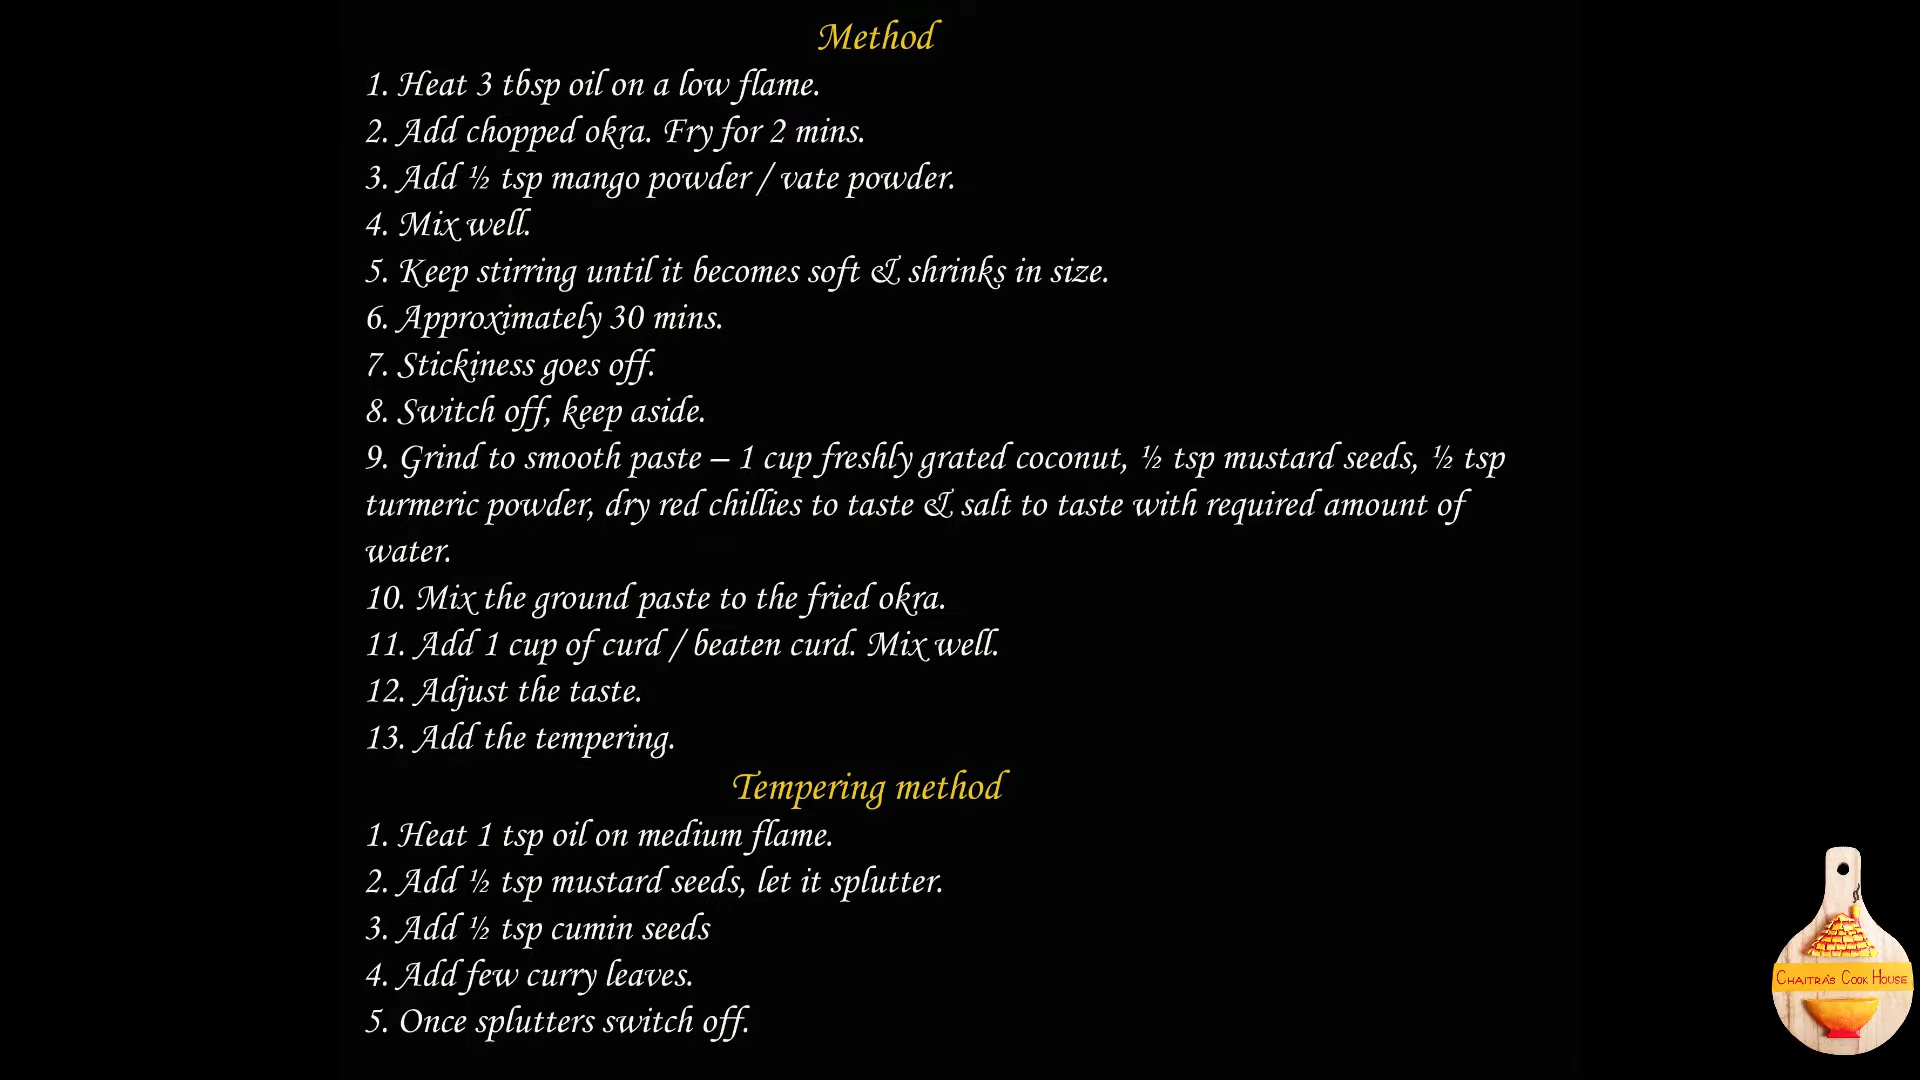 Method
1. Heat 3 tbsp oil on a low flame.
2. Add chopped okra. Fry for 2 mins.
3. Add ½ tsp mango powder / vate powder.
4. Mix well.
5. Keep stirring until it becomes soft & shrinks in size.
6. Approximately 30 mins.
7. Stickiness goes off.
8. Switch off, keep aside.
9. Grind to smooth paste – 1 cup freshly grated coconut, ½ tsp mustard seeds, ½ tsp
turmeric powder, dry red chillies to taste & salt to taste with required amount of
water.
10. Mix the ground paste to the fried okra.
11. Add 1 cup of curd / beaten curd. Mix well.
12. Adjust the taste.
13. Add the tempering.
Tempering method
1. Heat 1 tsp oil on medium flame.
2. Add ½ tsp mustard seeds, let it splutter.
3. Add ½ tsp cumin seeds
4. Add few curry leaves.
5. Once splutters switch off.
CHAITRA'S COOK HOUSE